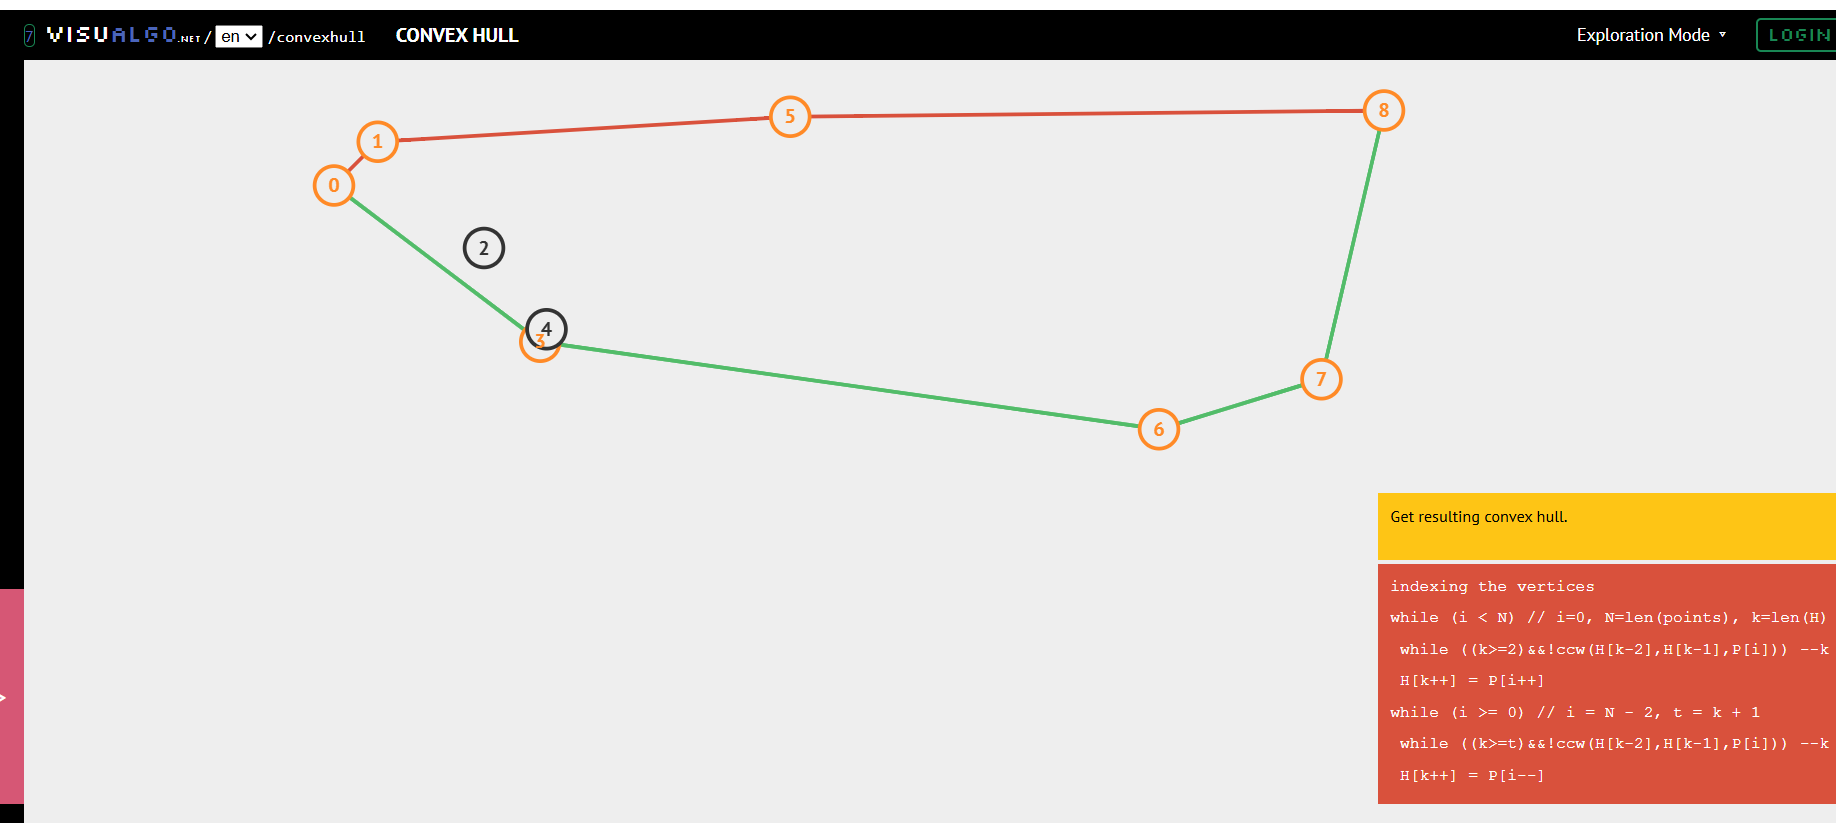 7 VISUALGO.NET / en /convexhull CONVEX HULL Exploration Mode ▾ LOGIN
5
8
1
0
2
4
3
7
6
Get resulting convex hull.
indexing the vertices
while (i < N) // i=0, N=len(points), k=len(H)
while ((k>=2)&&!ccw(H[k-2],H[k-1],P[i])) --k
H[k++] = P[i++]
while (i >= 0) // i = N - 2, t = k + 1
while ((k>=t)&&!ccw(H[k-2],H[k-1],P[i])) --k
H[k++] = P[i--]